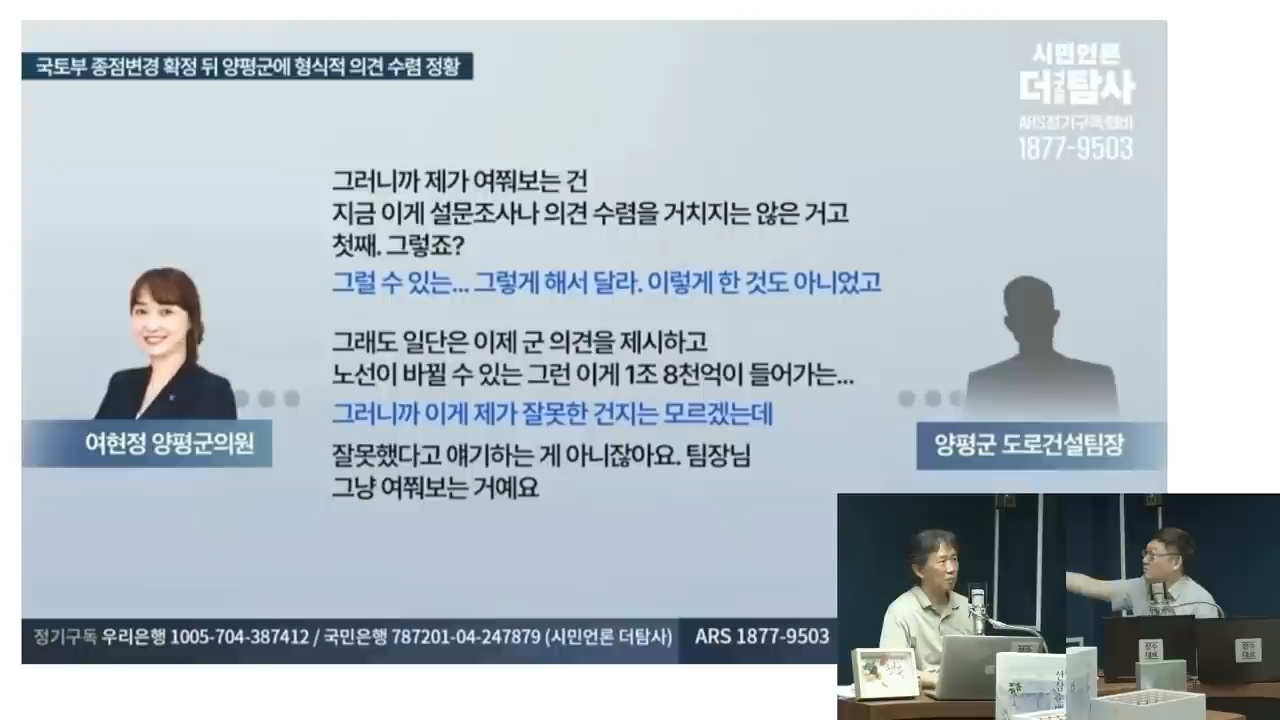 국토부 종점변경 확정 뒤 양평군에 형식적 의견 수렴 정황
시민언론
더탐사
ARS정기구독회비
1877-9503
그러니까 제가 여쭤보는 건
지금 이게 설문조사나 의견 수렴을 거치지는 않은 거고
첫째. 그렇죠?
그럴 수 있는... 그렇게 해서 달라. 이렇게 한 것도 아니었고
그래도 일단은 이제 군 의견을 제시하고
노선이 바뀔 수 있는 그런 이게 1조 8천억이 들어가는...
그러니까 이게 제가 잘못한 건지는 모르겠는데
잘못했다고 얘기하는 게 아니잖아요. 팀장님
그냥 여쭤보는 거예요
여현정 양평군의원
양평군 도로건설팀장
정기구독 우리은행 1005-704-387412 / 국민은행 787201-04-247879 (시민언론 더탐사)
ARS 1877-9503